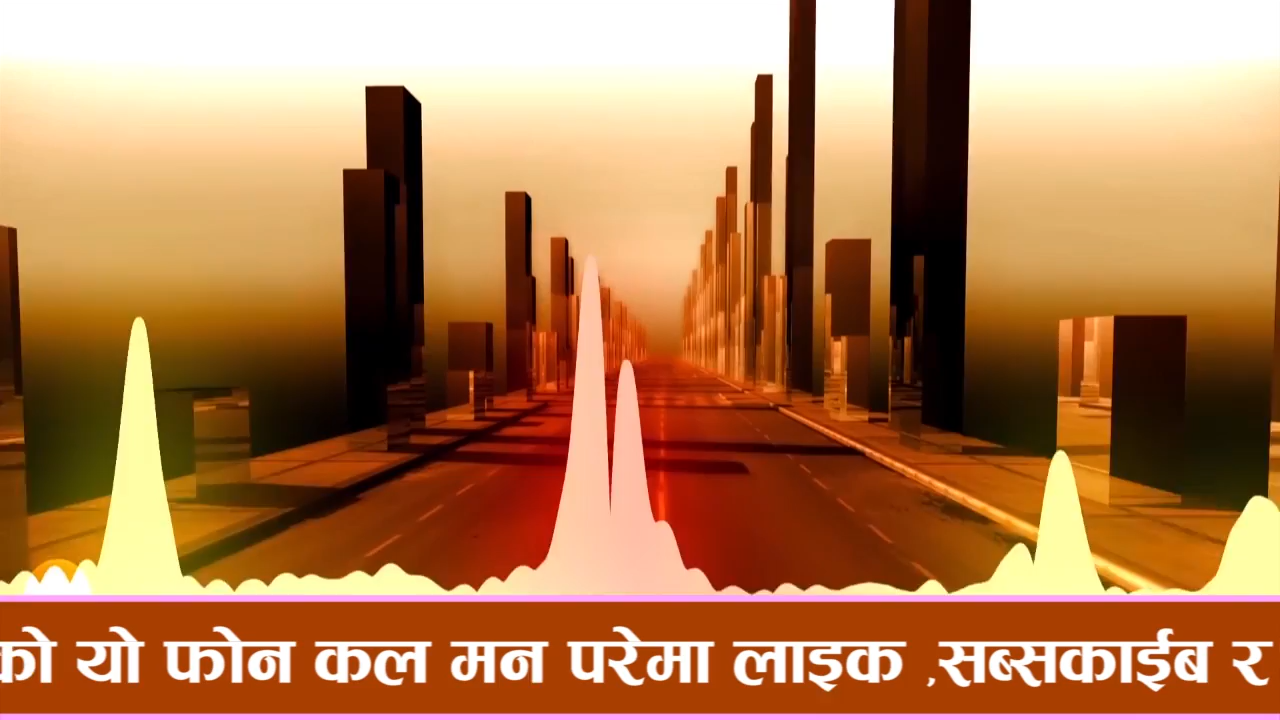 को यो फोन कल मन परेमा लाइक ,सब्सकाईब र